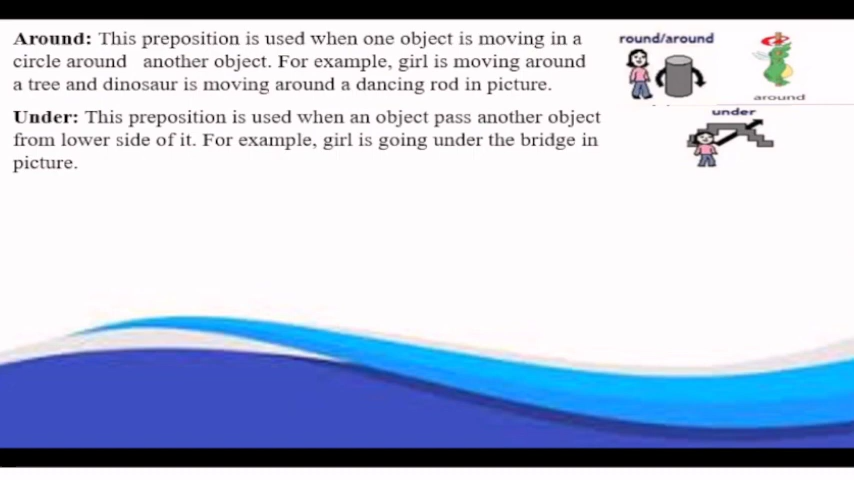 Around: This preposition is used when one object is moving in a
circle around another object. For example, girl is moving around
a tree and dinosaur is moving around a dancing rod in picture.
round/around
around
Under: This preposition is used when an object pass another object
from lower side of it. For example, girl is going under the bridge in
picture.
under